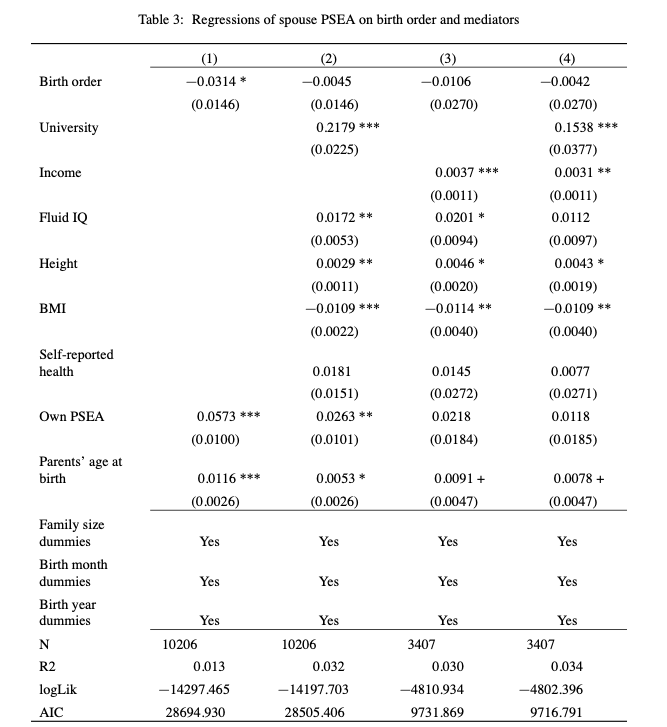 Table 3: Regressions of spouse PSEA on birth order and mediators
(1) (2) (3) (4)
Birth order −0.0314 * −0.0045 −0.0106 −0.0042
(0.0146) (0.0146) (0.0270) (0.0270)
University 0.2179 *** 0.1538 ***
(0.0225) (0.0377)
Income 0.0037 *** 0.0031 **
(0.0011) (0.0011)
Fluid IQ 0.0172 ** 0.0201 * 0.0112
(0.0053) (0.0094) (0.0097)
Height 0.0029 ** 0.0046 * 0.0043 *
(0.0011) (0.0020) (0.0019)
BMI −0.0109 *** −0.0114 ** −0.0109 **
(0.0022) (0.0040) (0.0040)
Self-reported
health 0.0181 0.0145 0.0077
(0.0151) (0.0272) (0.0271)
Own PSEA 0.0573 *** 0.0263 ** 0.0218 0.0118
(0.0100) (0.0101) (0.0184) (0.0185)
Parents’ age at
birth 0.0116 *** 0.0053 * 0.0091 + 0.0078 +
(0.0026) (0.0026) (0.0047) (0.0047)
Family size
dummies Yes Yes Yes Yes
Birth month
dummies Yes Yes Yes Yes
Birth year
dummies Yes Yes Yes Yes
N 10206 10206 3407 3407
R2 0.013 0.032 0.030 0.034
logLik −14297.465 −14197.703 −4810.934 −4802.396
AIC 28694.930 28505.406 9731.869 9716.791